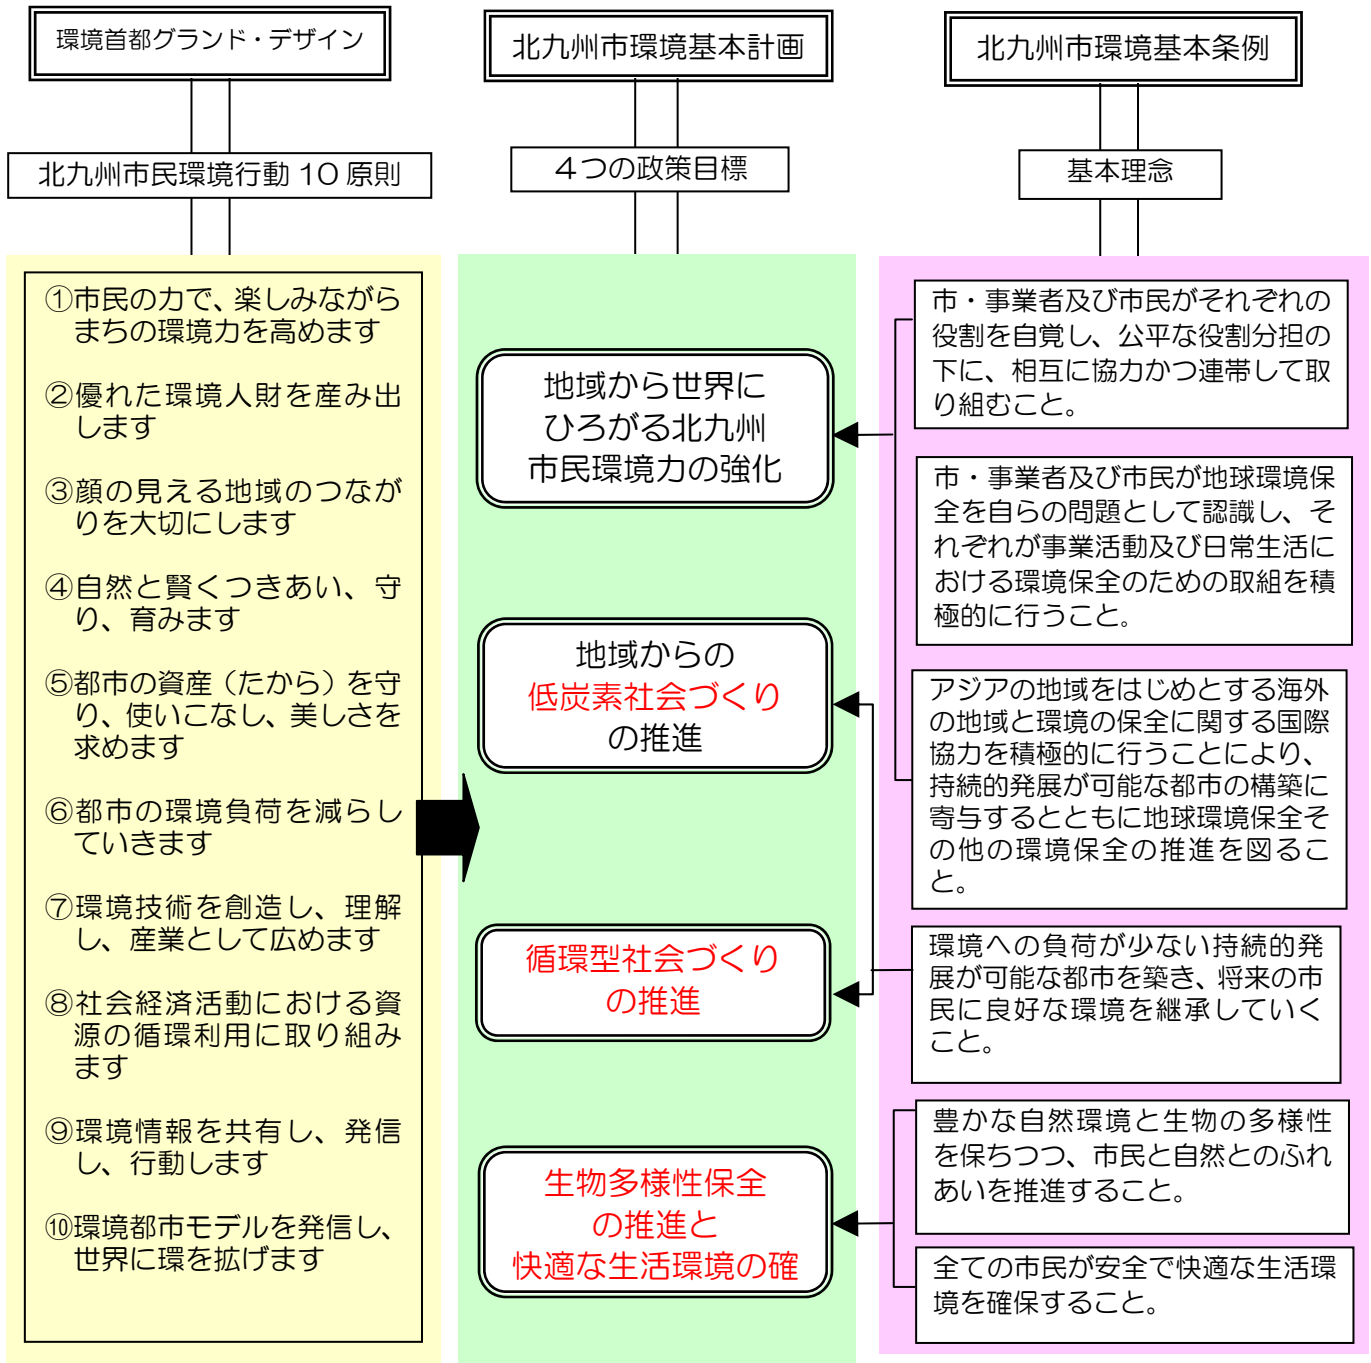 環境首都グランド・デザイン
北九州市民環境行動 10 原則
①市民の力で、楽しみながら
まちの環境力を高めます
②優れた環境人財を産み出
します
③顔の見える地域のつなが
りを大切にします
④自然と賢くつきあい、守
り、育みます
⑤都市の資産（たから）を守
り、使いこなし、美しさを
求めます
⑥都市の環境負荷を減らし
ていきます
⑦環境技術を創造し、理解
し、産業として広めます
⑧社会経済活動における資
源の循環利用に取り組み
ます
⑨環境情報を共有し、発信
し、行動します
⑩環境都市モデルを発信し、
世界に環を拡げます
北九州市環境基本計画
４つの政策目標
地域から世界に
ひろがる北九州
市民環境力の強化
地域からの
低炭素社会づくり
の推進
循環型社会づくり
の推進
生物多様性保全
の推進と
快適な生活環境の確
北九州市環境基本条例
基本理念
市・事業者及び市民がそれぞれの
役割を自覚し、公平な役割分担の
下に、相互に協力かつ連帯して取
り組むこと。
市・事業者及び市民が地球環境保
全を自らの問題として認識し、そ
れぞれが事業活動及び日常生活に
おける環境保全のための取組を積
極的に行うこと。
アジアの地域をはじめとする海外
の地域と環境の保全に関する国際
協力を積極的に行うことにより、
持続的発展が可能な都市の構築に
寄与するとともに地球環境保全そ
の他の環境保全の推進を図るこ
と。
環境への負荷が少ない持続的発
展が可能な都市を築き、将来の市
民に良好な環境を継承していく
こと。
豊かな自然環境と生物の多様性
を保ちつつ、市民と自然とのふれ
あいを推進すること。
全ての市民が安全で快適な生活環
境を確保すること。